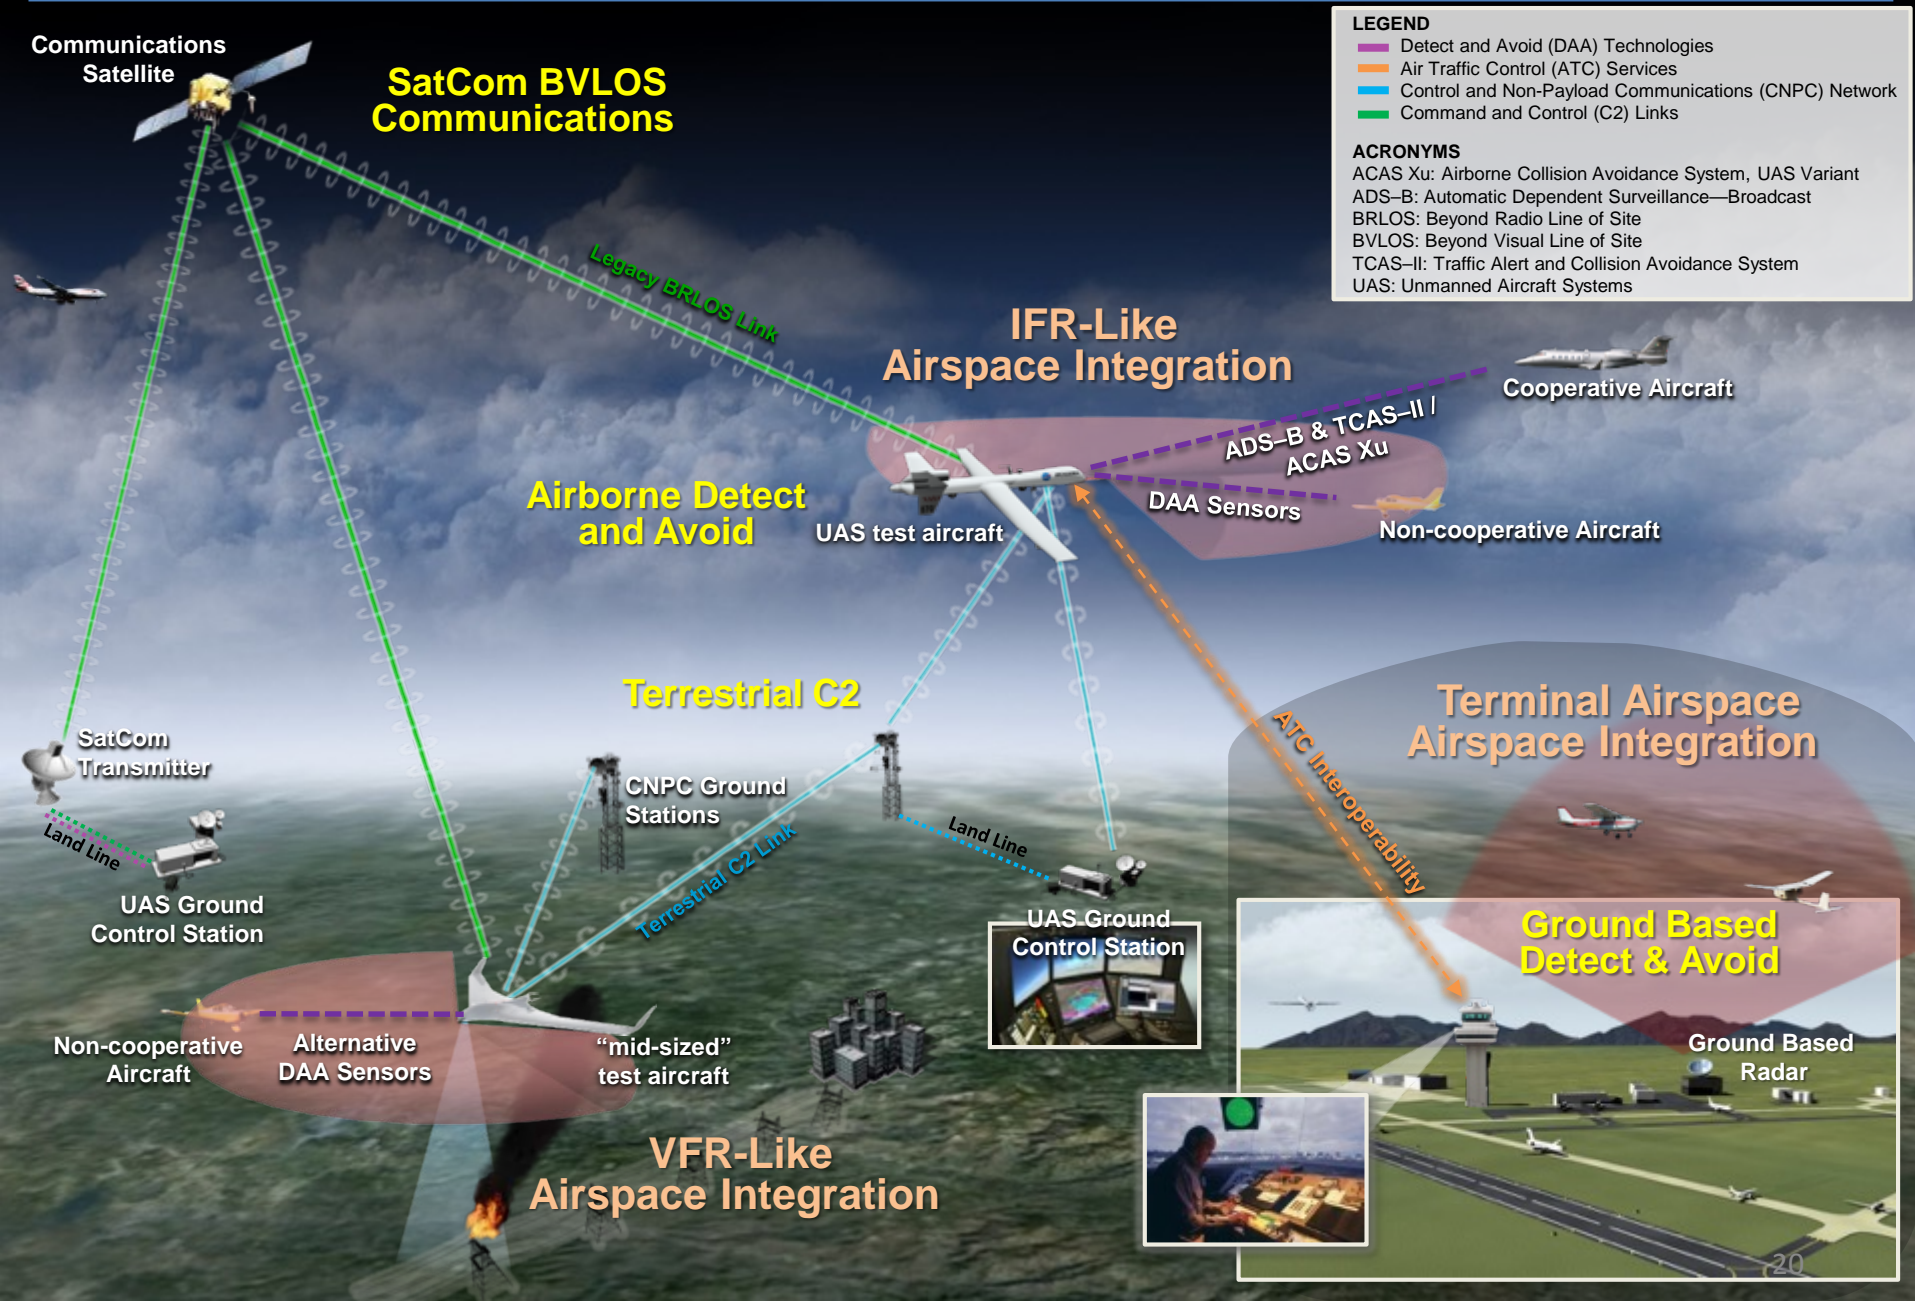 Communications
Satellite
SatCom BVLOS
Communications
LEGEND
Detect and Avoid (DAA) Technologies
Air Traffic Control (ATC) Services
Control and Non-Payload Communications (CNPC) Network
Command and Control (C2) Links
ACRONYMS
ACAS Xu: Airborne Collision Avoidance System, UAS Variant
ADS–B: Automatic Dependent Surveillance—Broadcast
BRLOS: Beyond Radio Line of Site
BVLOS: Beyond Visual Line of Site
TCAS–II: Traffic Alert and Collision Avoidance System
UAS: Unmanned Aircraft Systems
Legacy BRLOS Link
IFR-Like
Airspace Integration
Cooperative Aircraft
ADS–B & TCAS–II /
ACAS Xu
DAA Sensors
Non-cooperative Aircraft
Airborne Detect
and Avoid
UAS test aircraft
Terrestrial C2
Terminal Airspace
Airspace Integration
ATC Interoperability
SatCom
Transmitter
Land Line
UAS Ground
Control Station
CNPC Ground
Stations
Terrestrial C2 Link
Land Line
UAS Ground
Control Station
Ground Based
Detect & Avoid
Ground Based
Radar
Non-cooperative
Aircraft
Alternative
DAA Sensors
“mid-sized”
test aircraft
VFR-Like
Airspace Integration
20